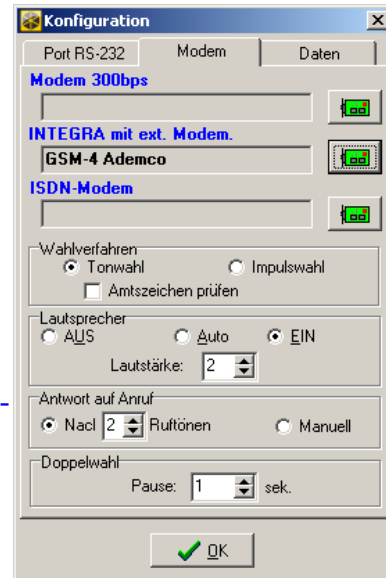 Konfiguration
Port RS-232 Modem Daten
Modem 300bps
INTEGRA mit ext. Modem.
GSM-4 Ademco
ISDN-Modem
Wahlverfahren
Tonwahl Impulswahl
Amtszeichen prüfen
Lautsprecher
AUS Auto EIN
Lautstärke: 2
Antwort auf Anruf
Nacl 2 Ruftönen Manuell
Doppelwahl
Pause: 1 sek.
OK